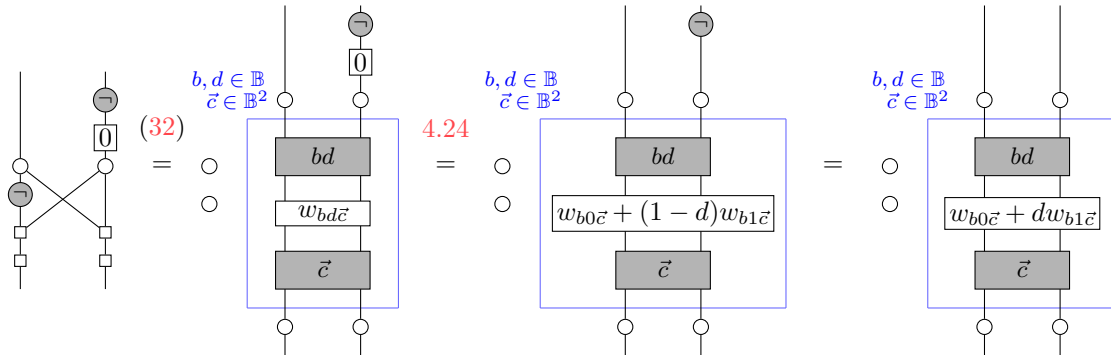 ¬
0
¬
(32)
=
b, d ∈ 𝔹
c⃗ ∈ 𝔹²
¬
0
bd
w_{bdc⃗}
c⃗
4.24
=
b, d ∈ 𝔹
c⃗ ∈ 𝔹²
¬
bd
w_{b0c⃗} + (1 − d)w_{b1c⃗}
c⃗
=
b, d ∈ 𝔹
c⃗ ∈ 𝔹²
bd
w_{b0c⃗} + dw_{b1c⃗}
c⃗